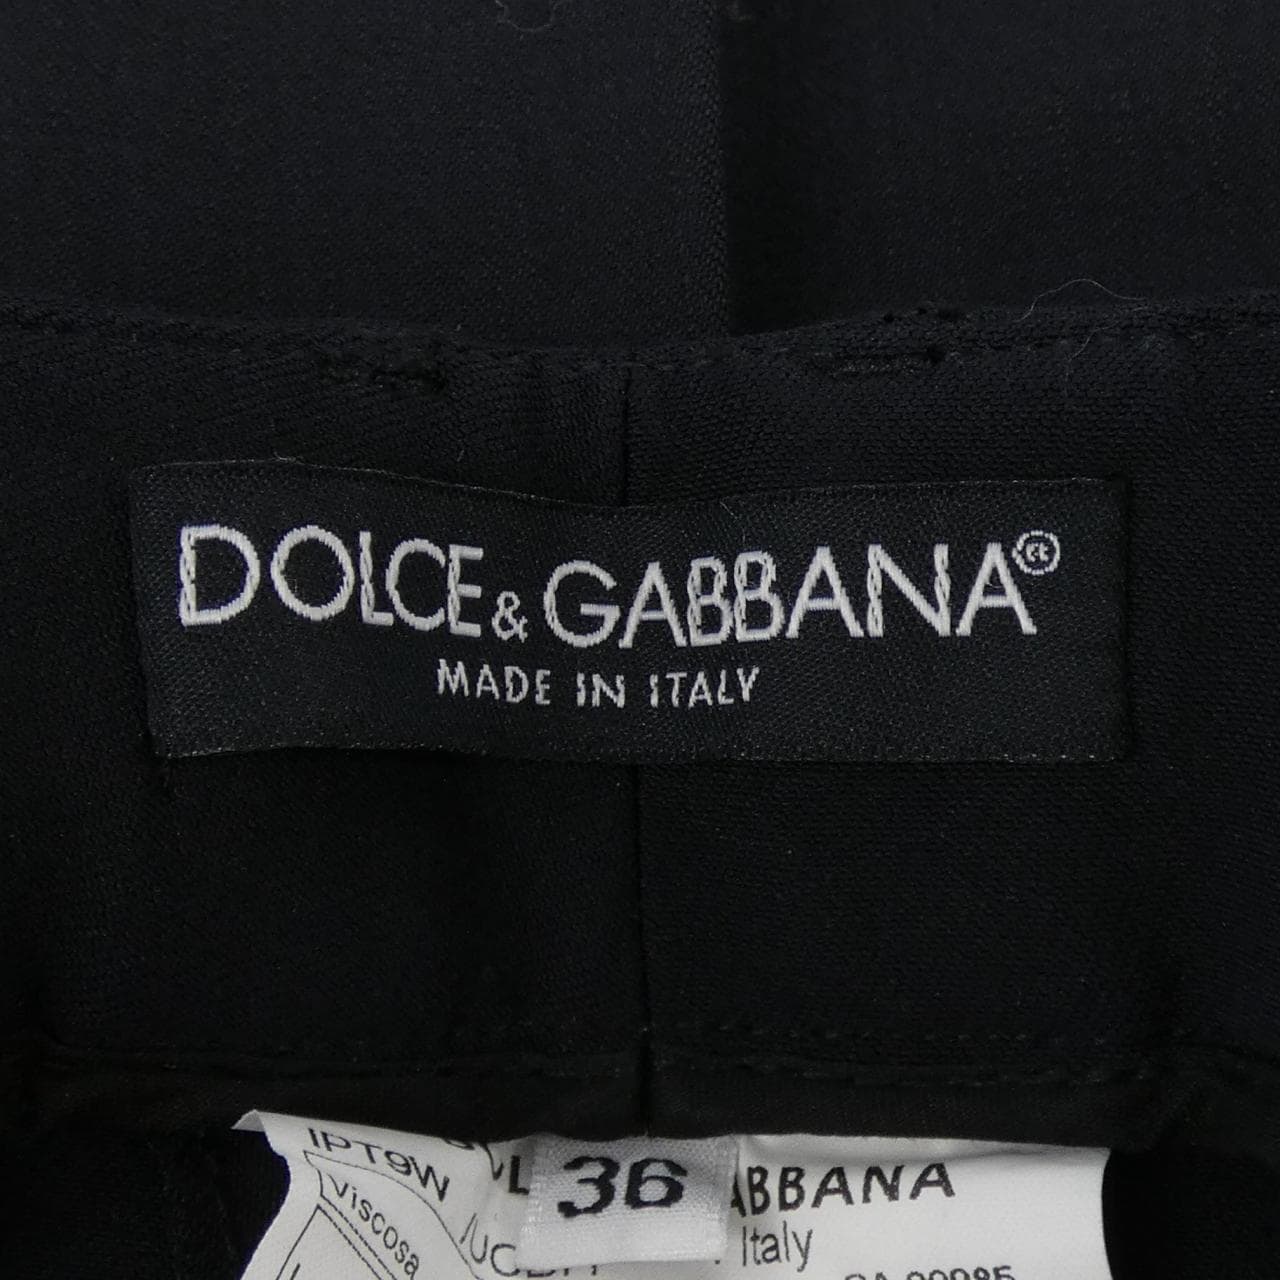 DOLCE & GABBANA®
MADE IN ITALY
IPT9W
viscosa
36
ABBANA
Italy